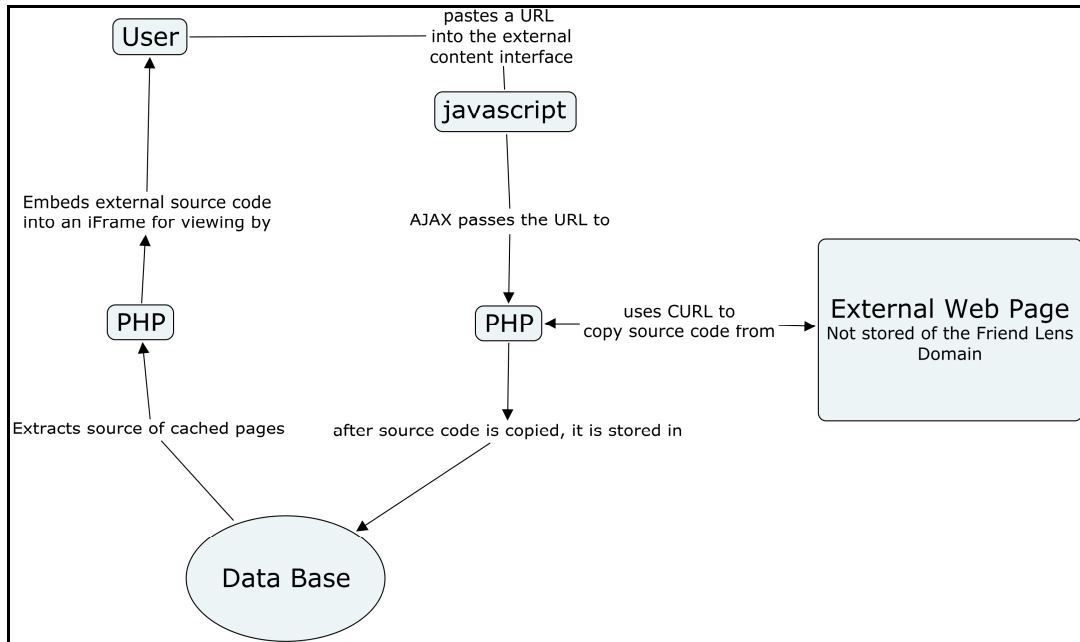 User
pastes a URL
into the external
content interface
javascript
Embeds external source code
into an iFrame for viewing by
AJAX passes the URL to
PHP
PHP
uses CURL to
copy source code from
External Web Page
Not stored of the Friend Lens
Domain
Extracts source of cached pages
after source code is copied, it is stored in
Data Base